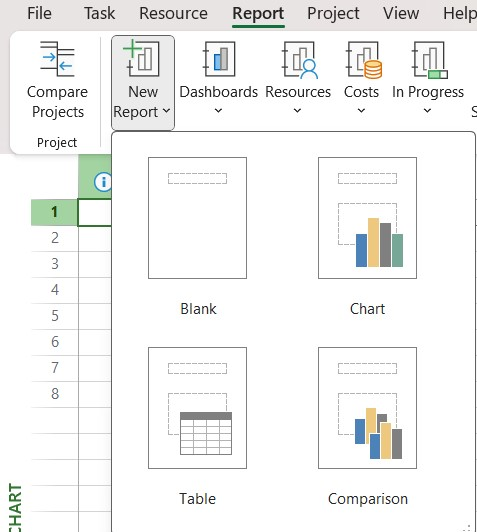 File Task Resource Report Project View Help
Compare Projects
New Report
Dashboards
Resources
Costs
In Progress
S
Project
1
2
3
4
5
6
7
8
Blank
Chart
Table
Comparison
CHART